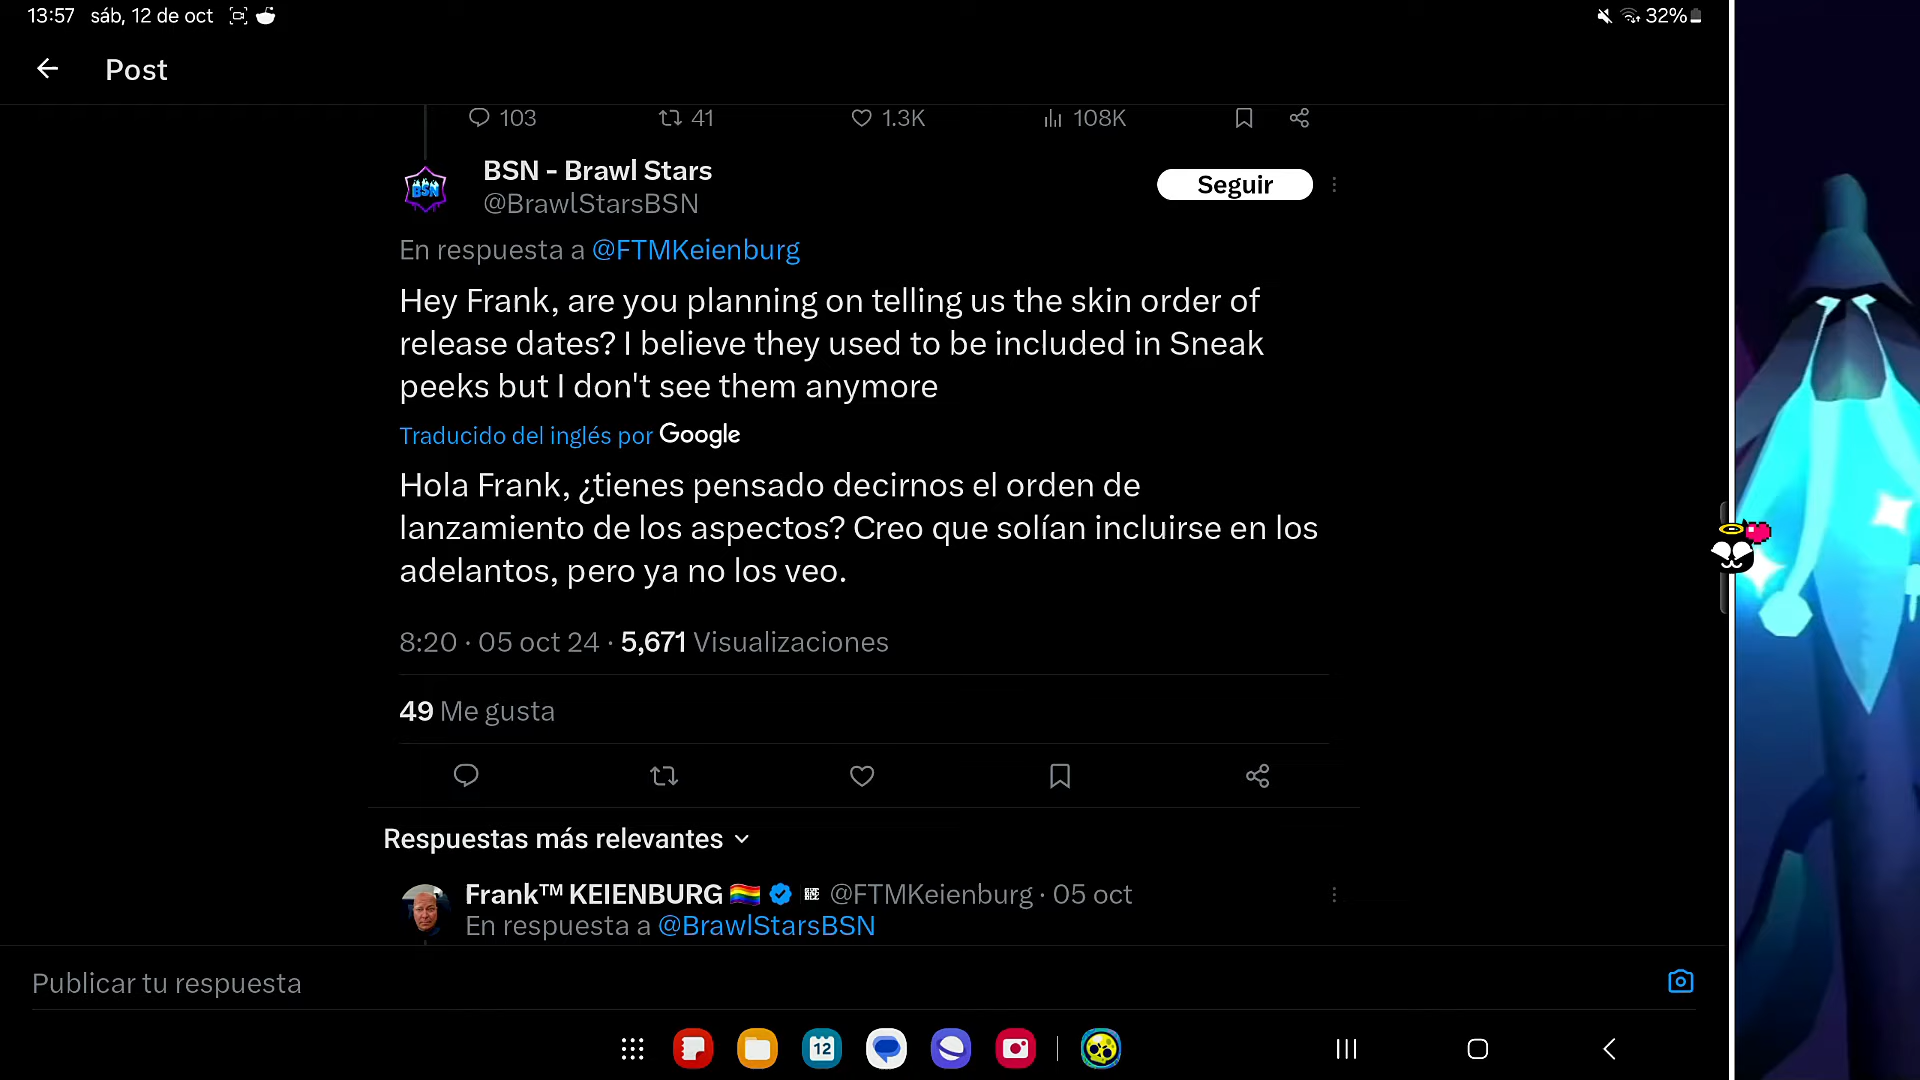 13:57 sáb, 12 de oct 32%
Post
103 41 1.3K 108K
BSN - Brawl Stars
Seguir
@BrawlStarsBSN
En respuesta a @FTMKeienburg
Hey Frank, are you planning on telling us the skin order of
release dates? I believe they used to be included in Sneak
peeks but I don't see them anymore
Traducido del inglés por Google
Hola Frank, ¿tienes pensado decirnos el orden de
lanzamiento de los aspectos? Creo que solían incluirse en los
adelantos, pero ya no los veo.
8:20 · 05 oct 24 · 5,671 Visualizaciones
49 Me gusta
Respuestas más relevantes
Frank™ KEIENBURG 🏳️‍🌈 @FTMKeienburg · 05 oct
En respuesta a @BrawlStarsBSN
Publicar tu respuesta
12